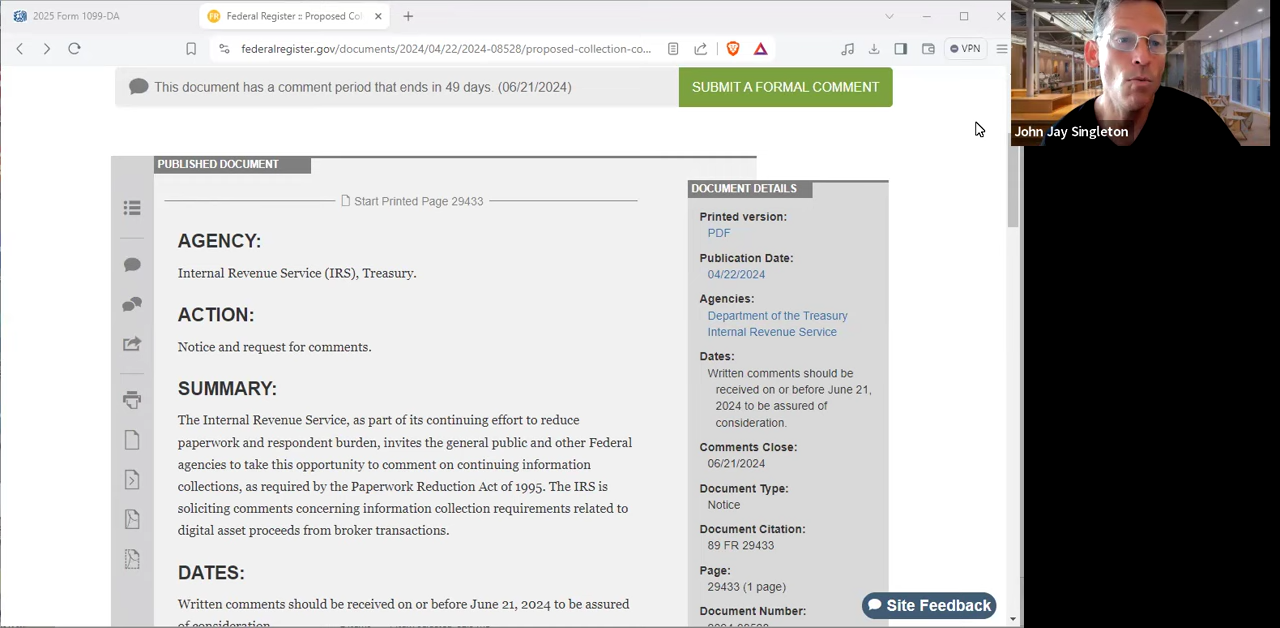 2025 Form 1099-DA
FR Federal Register :: Proposed Co
federalregister.gov/documents/2024/04/22/2024-08528/proposed-collection-co...
VPN
This document has a comment period that ends in 49 days. (06/21/2024)
SUBMIT A FORMAL COMMENT
John Jay Singleton
PUBLISHED DOCUMENT
Start Printed Page 29433
AGENCY:
Internal Revenue Service (IRS), Treasury.
ACTION:
Notice and request for comments.
SUMMARY:
The Internal Revenue Service, as part of its continuing effort to reduce
paperwork and respondent burden, invites the general public and other Federal
agencies to take this opportunity to comment on continuing information
collections, as required by the Paperwork Reduction Act of 1995. The IRS is
soliciting comments concerning information collection requirements related to
digital asset proceeds from broker transactions.
DATES:
Written comments should be received on or before June 21, 2024 to be assured
of consideration.
DOCUMENT DETAILS
Printed version:
PDF
Publication Date:
04/22/2024
Agencies:
Department of the Treasury
Internal Revenue Service
Dates:
Written comments should be
received on or before June 21,
2024 to be assured of
consideration.
Comments Close:
06/21/2024
Document Type:
Notice
Document Citation:
89 FR 29433
Page:
29433 (1 page)
Document Number:
2024-08528
Site Feedback